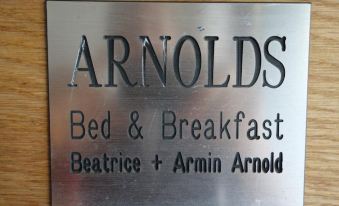 ARNOLDS
Bed & Breakfast
Beatrice + Armin Arnold